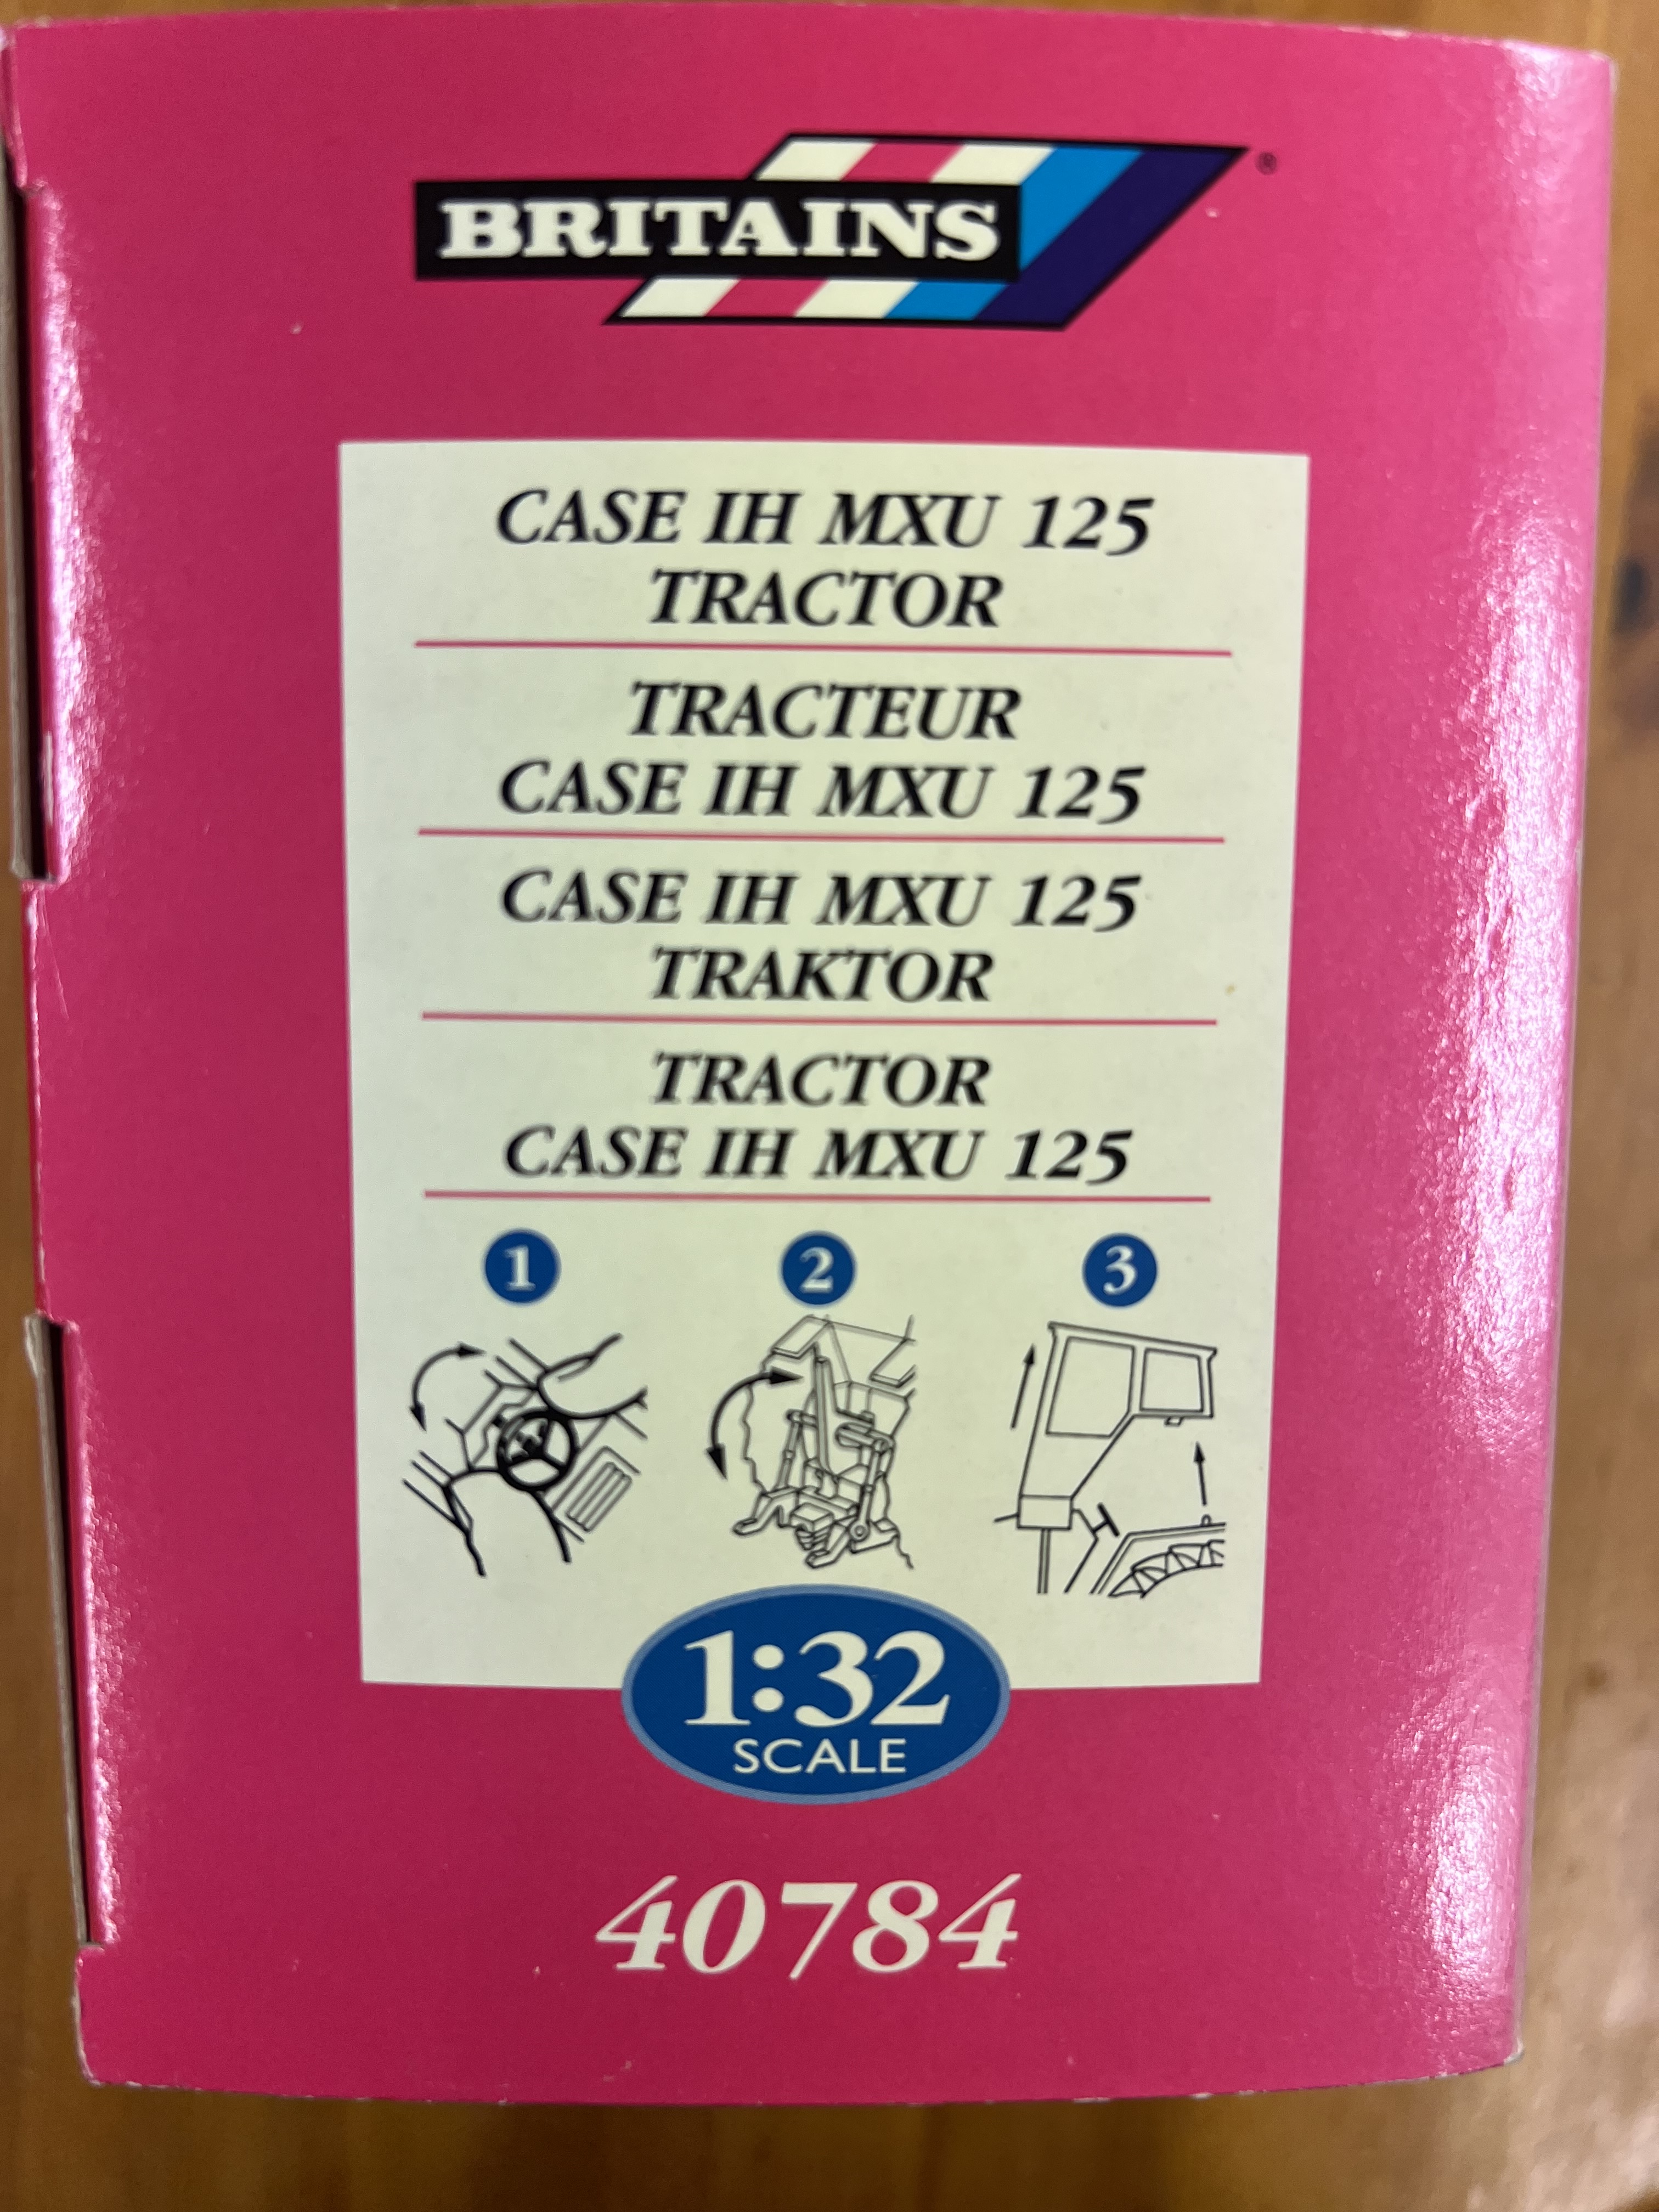 BRITAINS
®
CASE IH MXU 125
TRACTOR
TRACTEUR
CASE IH MXU 125
CASE IH MXU 125
TRAKTOR
TRACTOR
CASE IH MXU 125
1 2 3
1:32
SCALE
40784